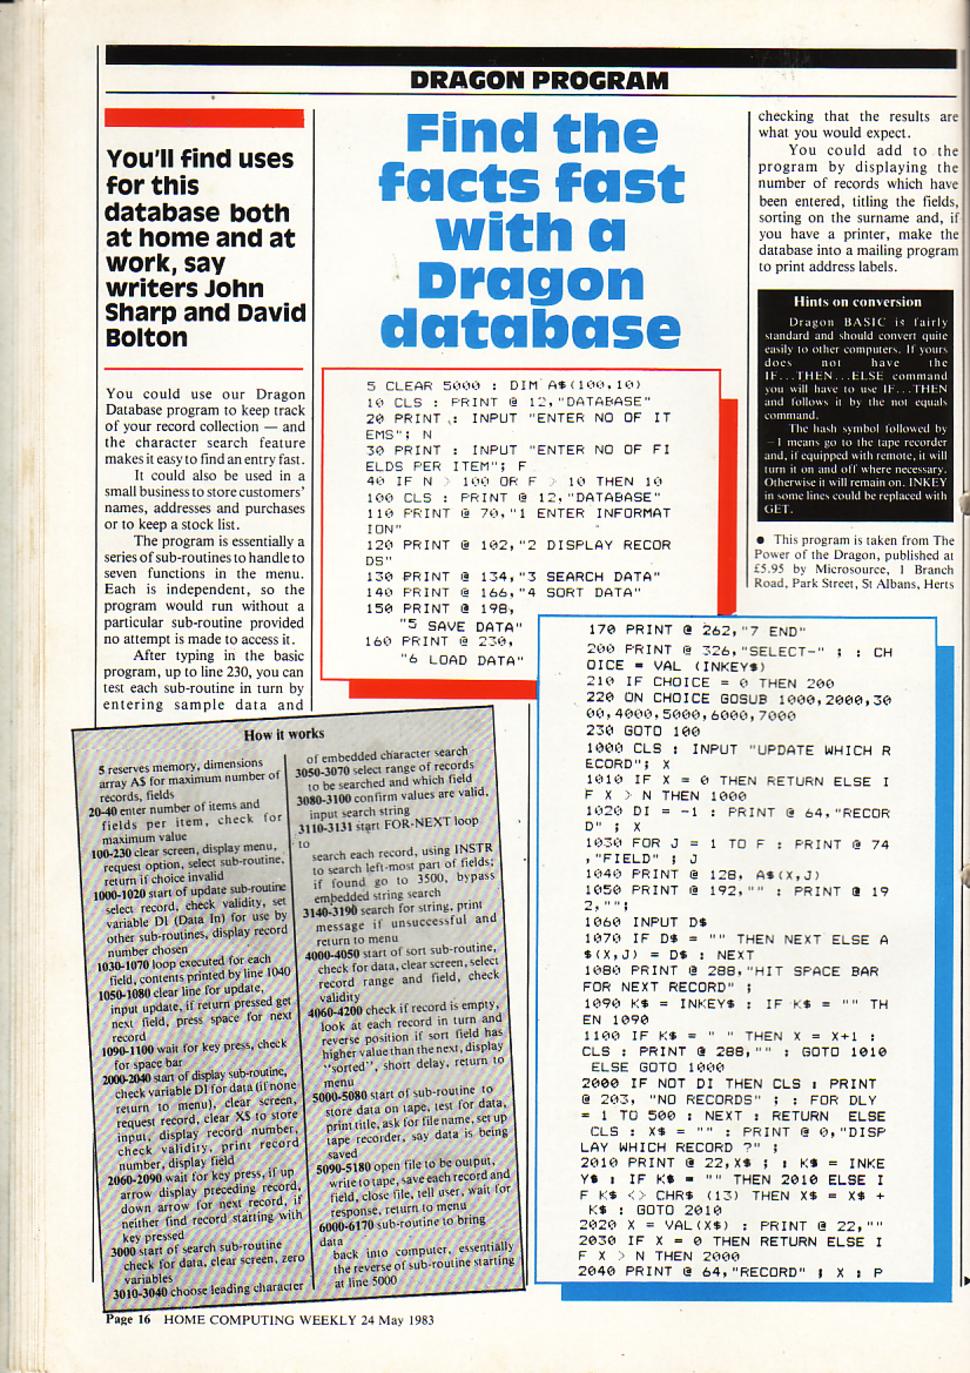 DRAGON PROGRAM
You'll find uses
for this
database both
at home and at
work, say
writers John
Sharp and David
Bolton
You could use our Dragon
Database program to keep track
of your record collection — and
the character search feature
makes it easy to find an entry fast.
It could also be used in a
small business to store customers'
names, addresses and purchases
or to keep a stock list.
The program is essentially a
series of sub-routines to handle to
seven functions in the menu.
Each is independent, so the
program would run without a
particular sub-routine provided
no attempt is made to access it.
After typing in the basic
program, up to line 230, you can
test each sub-routine in turn by
entering sample data and
Find the
facts fast
with a
Dragon
database
checking that the results are
what you would expect.
You could add to the
program by displaying the
number of records which have
been entered, titling the fields,
sorting on the surname and, if
you have a printer, make the
database into a mailing program
to print address labels.
Hints on conversion
Dragon BASIC is fairly
standard and should convert quite
easily to other computers. If yours
does not have the
IF...THEN...ELSE command
you will have to use IF...THEN
and follows it by the not equals
command.
The hash symbol followed by
—1 means go to the tape recorder
and, if equipped with remote, it will
turn it on and off where necessary.
Otherwise it will remain on. INKEY
in some lines could be replaced with
GET.
● This program is taken from The
Power of the Dragon, published at
£5.95 by Microsource, 1 Branch
Road, Park Street, St Albans, Herts
5 CLEAR 5000 : DIM A$(100,10)
10 CLS : PRINT @ 12,"DATABASE"
20 PRINT : INPUT "ENTER NO OF IT
EMS"; N
30 PRINT : INPUT "ENTER NO OF FI
ELDS PER ITEM"; F
40 IF N > 100 OR F > 10 THEN 10
100 CLS : PRINT @ 12,"DATABASE"
110 PRINT @ 70,"1 ENTER INFORMAT
ION"
120 PRINT @ 102,"2 DISPLAY RECOR
DS"
130 PRINT @ 134,"3 SEARCH DATA"
140 PRINT @ 166,"4 SORT DATA"
150 PRINT @ 198,
"5 SAVE DATA"
160 PRINT @ 230,
"6 LOAD DATA"
170 PRINT @ 262,"7 END"
200 PRINT @ 326,"SELECT-" ; : CH
OICE = VAL (INKEY$)
210 IF CHOICE = 0 THEN 200
220 ON CHOICE GOSUB 1000,2000,30
00,4000,5000,6000,7000
230 GOTO 100
1000 CLS : INPUT "UPDATE WHICH R
ECORD"; X
1010 IF X = 0 THEN RETURN ELSE I
F X > N THEN 1000
1020 DI = -1 : PRINT @ 64,"RECOR
D" ; X
1030 FOR J = 1 TO F : PRINT @ 74
,"FIELD" ; J
1040 PRINT @ 128, A$(X,J)
1050 PRINT @ 192,"" : PRINT @ 19
2,"";
1060 INPUT D$
1070 IF D$ = "" THEN NEXT ELSE A
$(X,J) = D$ : NEXT
1080 PRINT @ 288,"HIT SPACE BAR
FOR NEXT RECORD" ;
1090 K$ = INKEY$ : IF K$ = "" TH
EN 1090
1100 IF K$ = " " THEN X = X+1 :
CLS : PRINT @ 288,"" : GOTO 1010
ELSE GOTO 1000
2000 IF NOT DI THEN CLS : PRINT
@ 203, "NO RECORDS" ; : FOR DLY
= 1 TO 500 : NEXT : RETURN ELSE
CLS : X$ = "" : PRINT @ 0,"DISP
LAY WHICH RECORD ?" ;
2010 PRINT @ 22,X$ ; : K$ = INKE
Y$ : IF K$ = "" THEN 2010 ELSE I
F K$ <> CHR$ (13) THEN X$ = X$ +
K$ : GOTO 2010
2020 X = VAL(X$) : PRINT @ 22,""
2030 IF X = 0 THEN RETURN ELSE I
F X > N THEN 2000
2040 PRINT @ 64,"RECORD" ; X : P
How it works
5 reserves memory, dimensions
array A$ for maximum number of
records, fields
20-40 enter number of items and
fields per item, check for
maximum value
100-230 clear screen, display menu,
request option, select sub-routine,
return if choice invalid
1000-1020 start of update sub-routine
select record, check validity, set
variable DI (Data In) for use by
other sub-routines, display record
number chosen
1030-1070 loop executed for each
field, contents printed by line 1040
1050-1080 clear line for update,
input update, if return pressed get
next field, press space for next
record
1090-1100 wait for key press, check
for space bar
2000-2040 start of display sub-routine,
check variable DI for data (if none
return to menu), clear screen,
request record, clear X$ to store
input, display record number,
check validity, print record
number, display field
2060-2090 wait for key press, if up
arrow display preceding record,
down arrow for next record, if
neither find record starting with
key pressed
3000 start of search sub-routine
check for data, clear screen, zero
variables
3010-3040 choose leading character
of embedded character search
3050-3070 select range of records
to be searched and which field
3080-3100 confirm values are valid,
input search string
3110-3131 start FOR-NEXT loop
to
search each record, using INSTR
to search left-most part of fields;
if found go to 3500, bypass
embedded string search
3140-3190 search for string, print
message if unsuccessful and
return to menu
4000-4050 start of sort sub-routine,
check for data, clear screen, select
record range and field, check
validity
4060-4200 check if record is empty,
look at each record in turn and
reverse position if sort field has
higher value than the next, display
"sorted", short delay, return to
menu
5000-5080 start of sub-routine to
store data on tape, test for data,
print title, ask for file name, set up
tape recorder, say data is being
saved
5090-5180 open file to be output,
write to tape, save each record and
field, close file, tell user, wait for
response, return to menu
6000-6170 sub-routine to bring
data
back into computer, essentially
the reverse of sub-routine starting
at line 5000
Page 16 HOME COMPUTING WEEKLY 24 May 1983